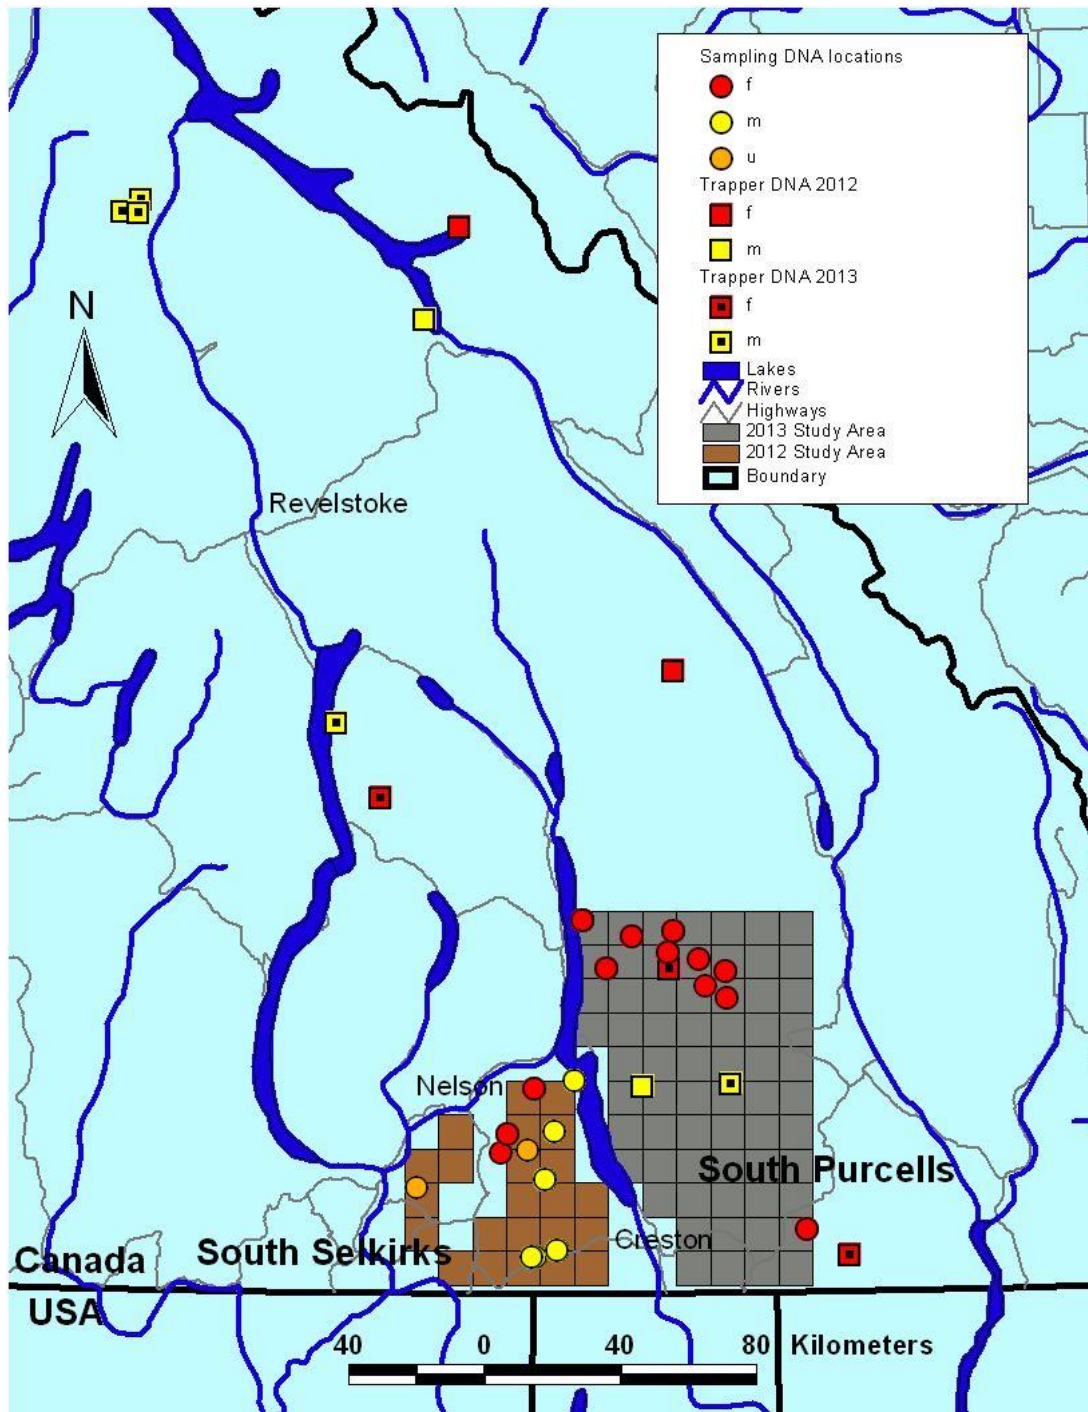 Sampling DNA locations
f
m
u
Trapper DNA 2012
f
m
Trapper DNA 2013
f
m
Lakes
Rivers
Highways
2013 Study Area
2012 Study Area
Boundary
N
Revelstoke
Nelson
South Purcells
Creston
South Selkirks
Canada
USA
40 0 40 80 Kilometers